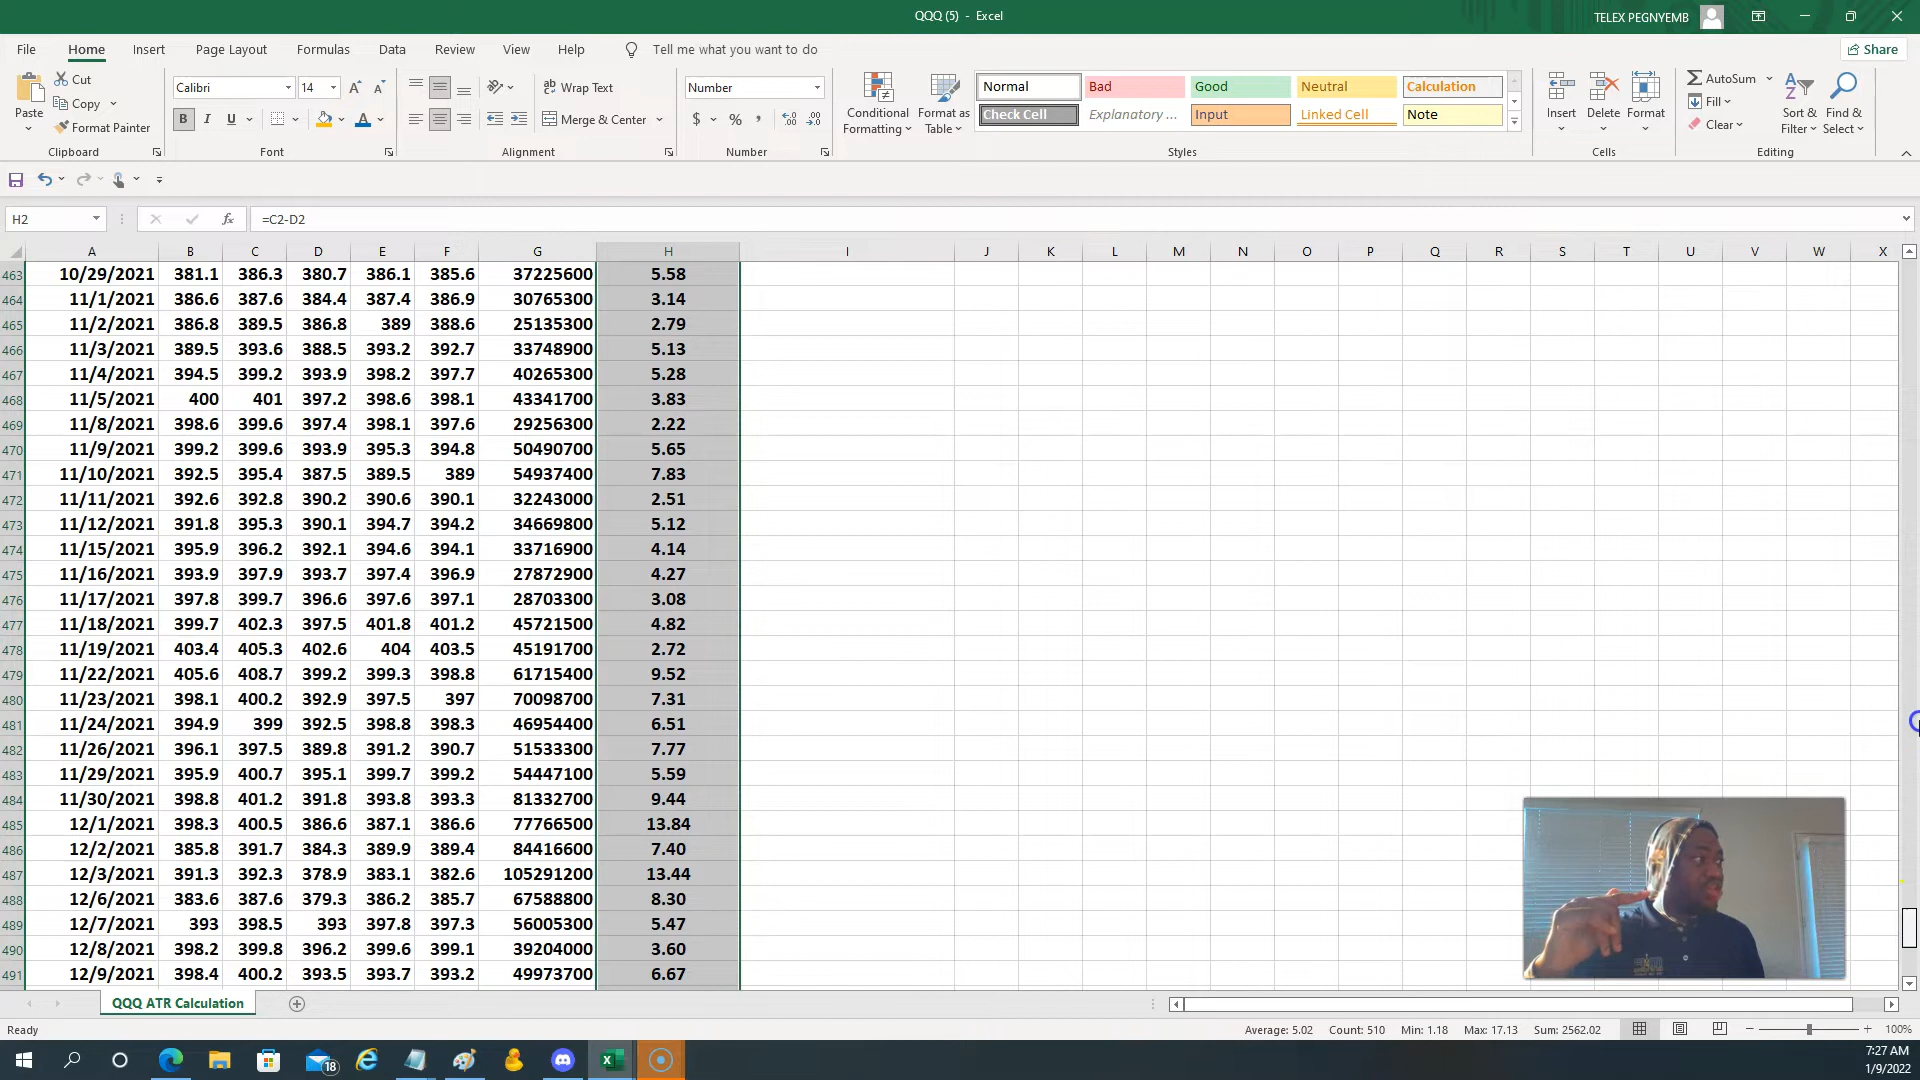 QQQ (5) - Excel
TELEX PEGNYEMB
File Home Insert Page Layout Formulas Data Review View Help Tell me what you want to do
Share
Paste
Cut
Copy
Format Painter
Clipboard
Calibri 14
B I U
Font
Wrap Text
Merge & Center
Alignment
Number
$ % ,
Number
Conditional Formatting
Format as Table
Normal Bad Good Neutral Calculation
Check Cell Explanatory ... Input Linked Cell Note
Styles
Insert Delete Format
Cells
AutoSum
Fill
Clear
Sort & Filter
Find & Select
Editing
H2 fx =C2-D2
A B C D E F G H I J K L M N O P Q R S T U V W X
463 10/29/2021 381.1 386.3 380.7 386.1 385.6 37225600 5.58
464 11/1/2021 386.6 387.6 384.4 387.4 386.9 30765300 3.14
465 11/2/2021 386.8 389.5 386.8 389 388.6 25135300 2.79
466 11/3/2021 389.5 393.6 388.5 393.2 392.7 33748900 5.13
467 11/4/2021 394.5 399.2 393.9 398.2 397.7 40265300 5.28
468 11/5/2021 400 401 397.2 398.6 398.1 43341700 3.83
469 11/8/2021 398.6 399.6 397.4 398.1 397.6 29256300 2.22
470 11/9/2021 399.2 399.6 393.9 395.3 394.8 50490700 5.65
471 11/10/2021 392.5 395.4 387.5 389.5 389 54937400 7.83
472 11/11/2021 392.6 392.8 390.2 390.6 390.1 32243000 2.51
473 11/12/2021 391.8 395.3 390.1 394.7 394.2 34669800 5.12
474 11/15/2021 395.9 396.2 392.1 394.6 394.1 33716900 4.14
475 11/16/2021 393.9 397.9 393.7 397.4 396.9 27872900 4.27
476 11/17/2021 397.8 399.7 396.6 397.6 397.1 28703300 3.08
477 11/18/2021 399.7 402.3 397.5 401.8 401.2 45721500 4.82
478 11/19/2021 403.4 405.3 402.6 404 403.5 45191700 2.72
479 11/22/2021 405.6 408.7 399.2 399.3 398.8 61715400 9.52
480 11/23/2021 398.1 400.2 392.9 397.5 397 70098700 7.31
481 11/24/2021 394.9 399 392.5 398.8 398.3 46954400 6.51
482 11/26/2021 396.1 397.5 389.8 391.2 390.7 51533300 7.77
483 11/29/2021 395.9 400.7 395.1 399.7 399.2 54447100 5.59
484 11/30/2021 398.8 401.2 391.8 393.8 393.3 81332700 9.44
485 12/1/2021 398.3 400.5 386.6 387.1 386.6 77766500 13.84
486 12/2/2021 385.8 391.7 384.3 389.9 389.4 84416600 7.40
487 12/3/2021 391.3 392.3 378.9 383.1 382.6 105291200 13.44
488 12/6/2021 383.6 387.6 379.3 386.2 385.7 67588800 8.30
489 12/7/2021 393 398.5 393 397.8 397.3 56005300 5.47
490 12/8/2021 398.2 399.8 396.2 399.6 399.1 39204000 3.60
491 12/9/2021 398.4 400.2 393.5 393.7 393.2 49973700 6.67
QQQ ATR Calculation
Ready
Average: 5.02 Count: 510 Min: 1.18 Max: 17.13 Sum: 2562.02 100%
18
7:27 AM
1/9/2022